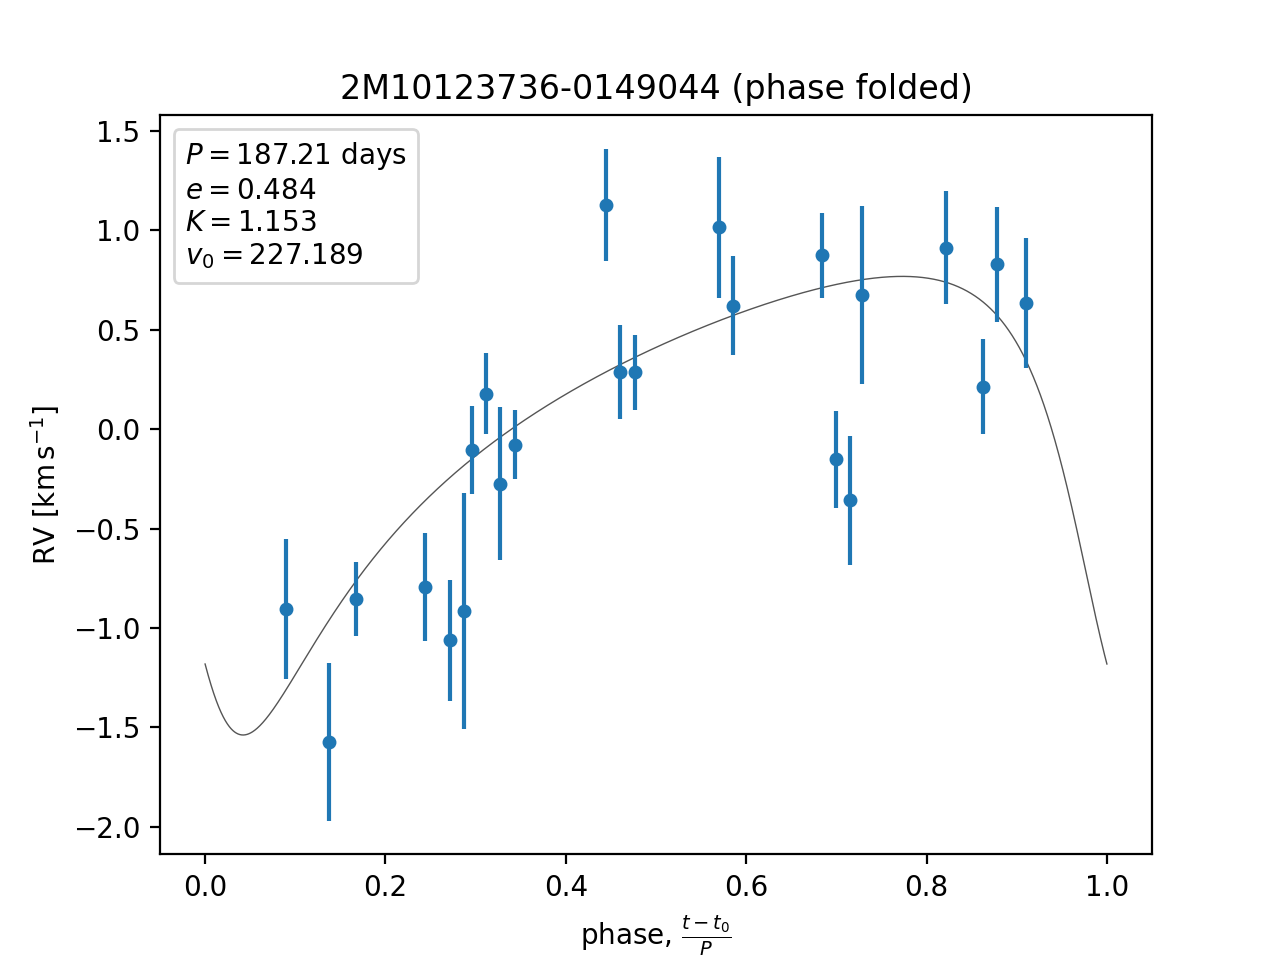 2M10123736-0149044 (phase folded)
P = 187.21 days
e = 0.484
K = 1.153
v₀ = 227.189
1.5
1.0
0.5
0.0
−0.5
−1.0
−1.5
−2.0
RV [km s⁻¹]
0.0 0.2 0.4 0.6 0.8 1.0
phase, (t − t₀)/P